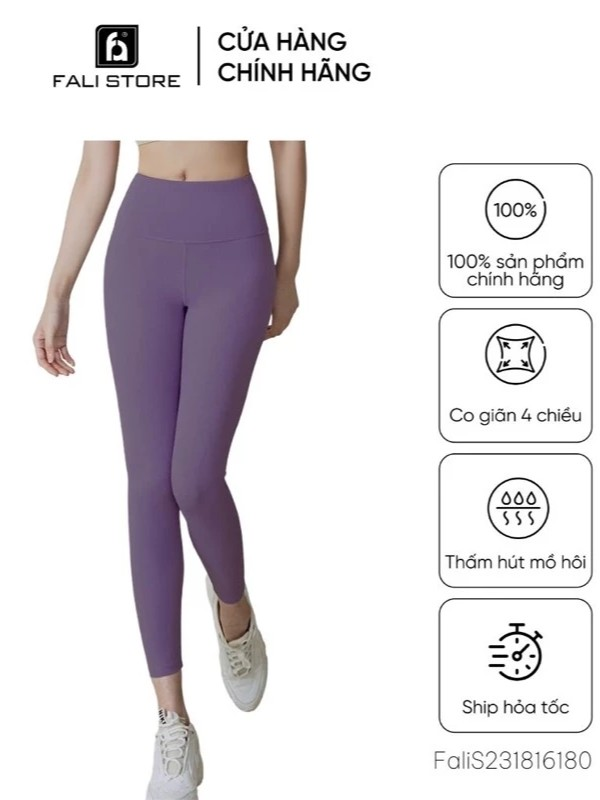 FALI STORE
CỬA HÀNG
CHÍNH HÃNG
100%
100% sản phẩm
chính hãng
Co giãn 4 chiều
Thấm hút mồ hôi
Ship hỏa tốc
FaliS231816180